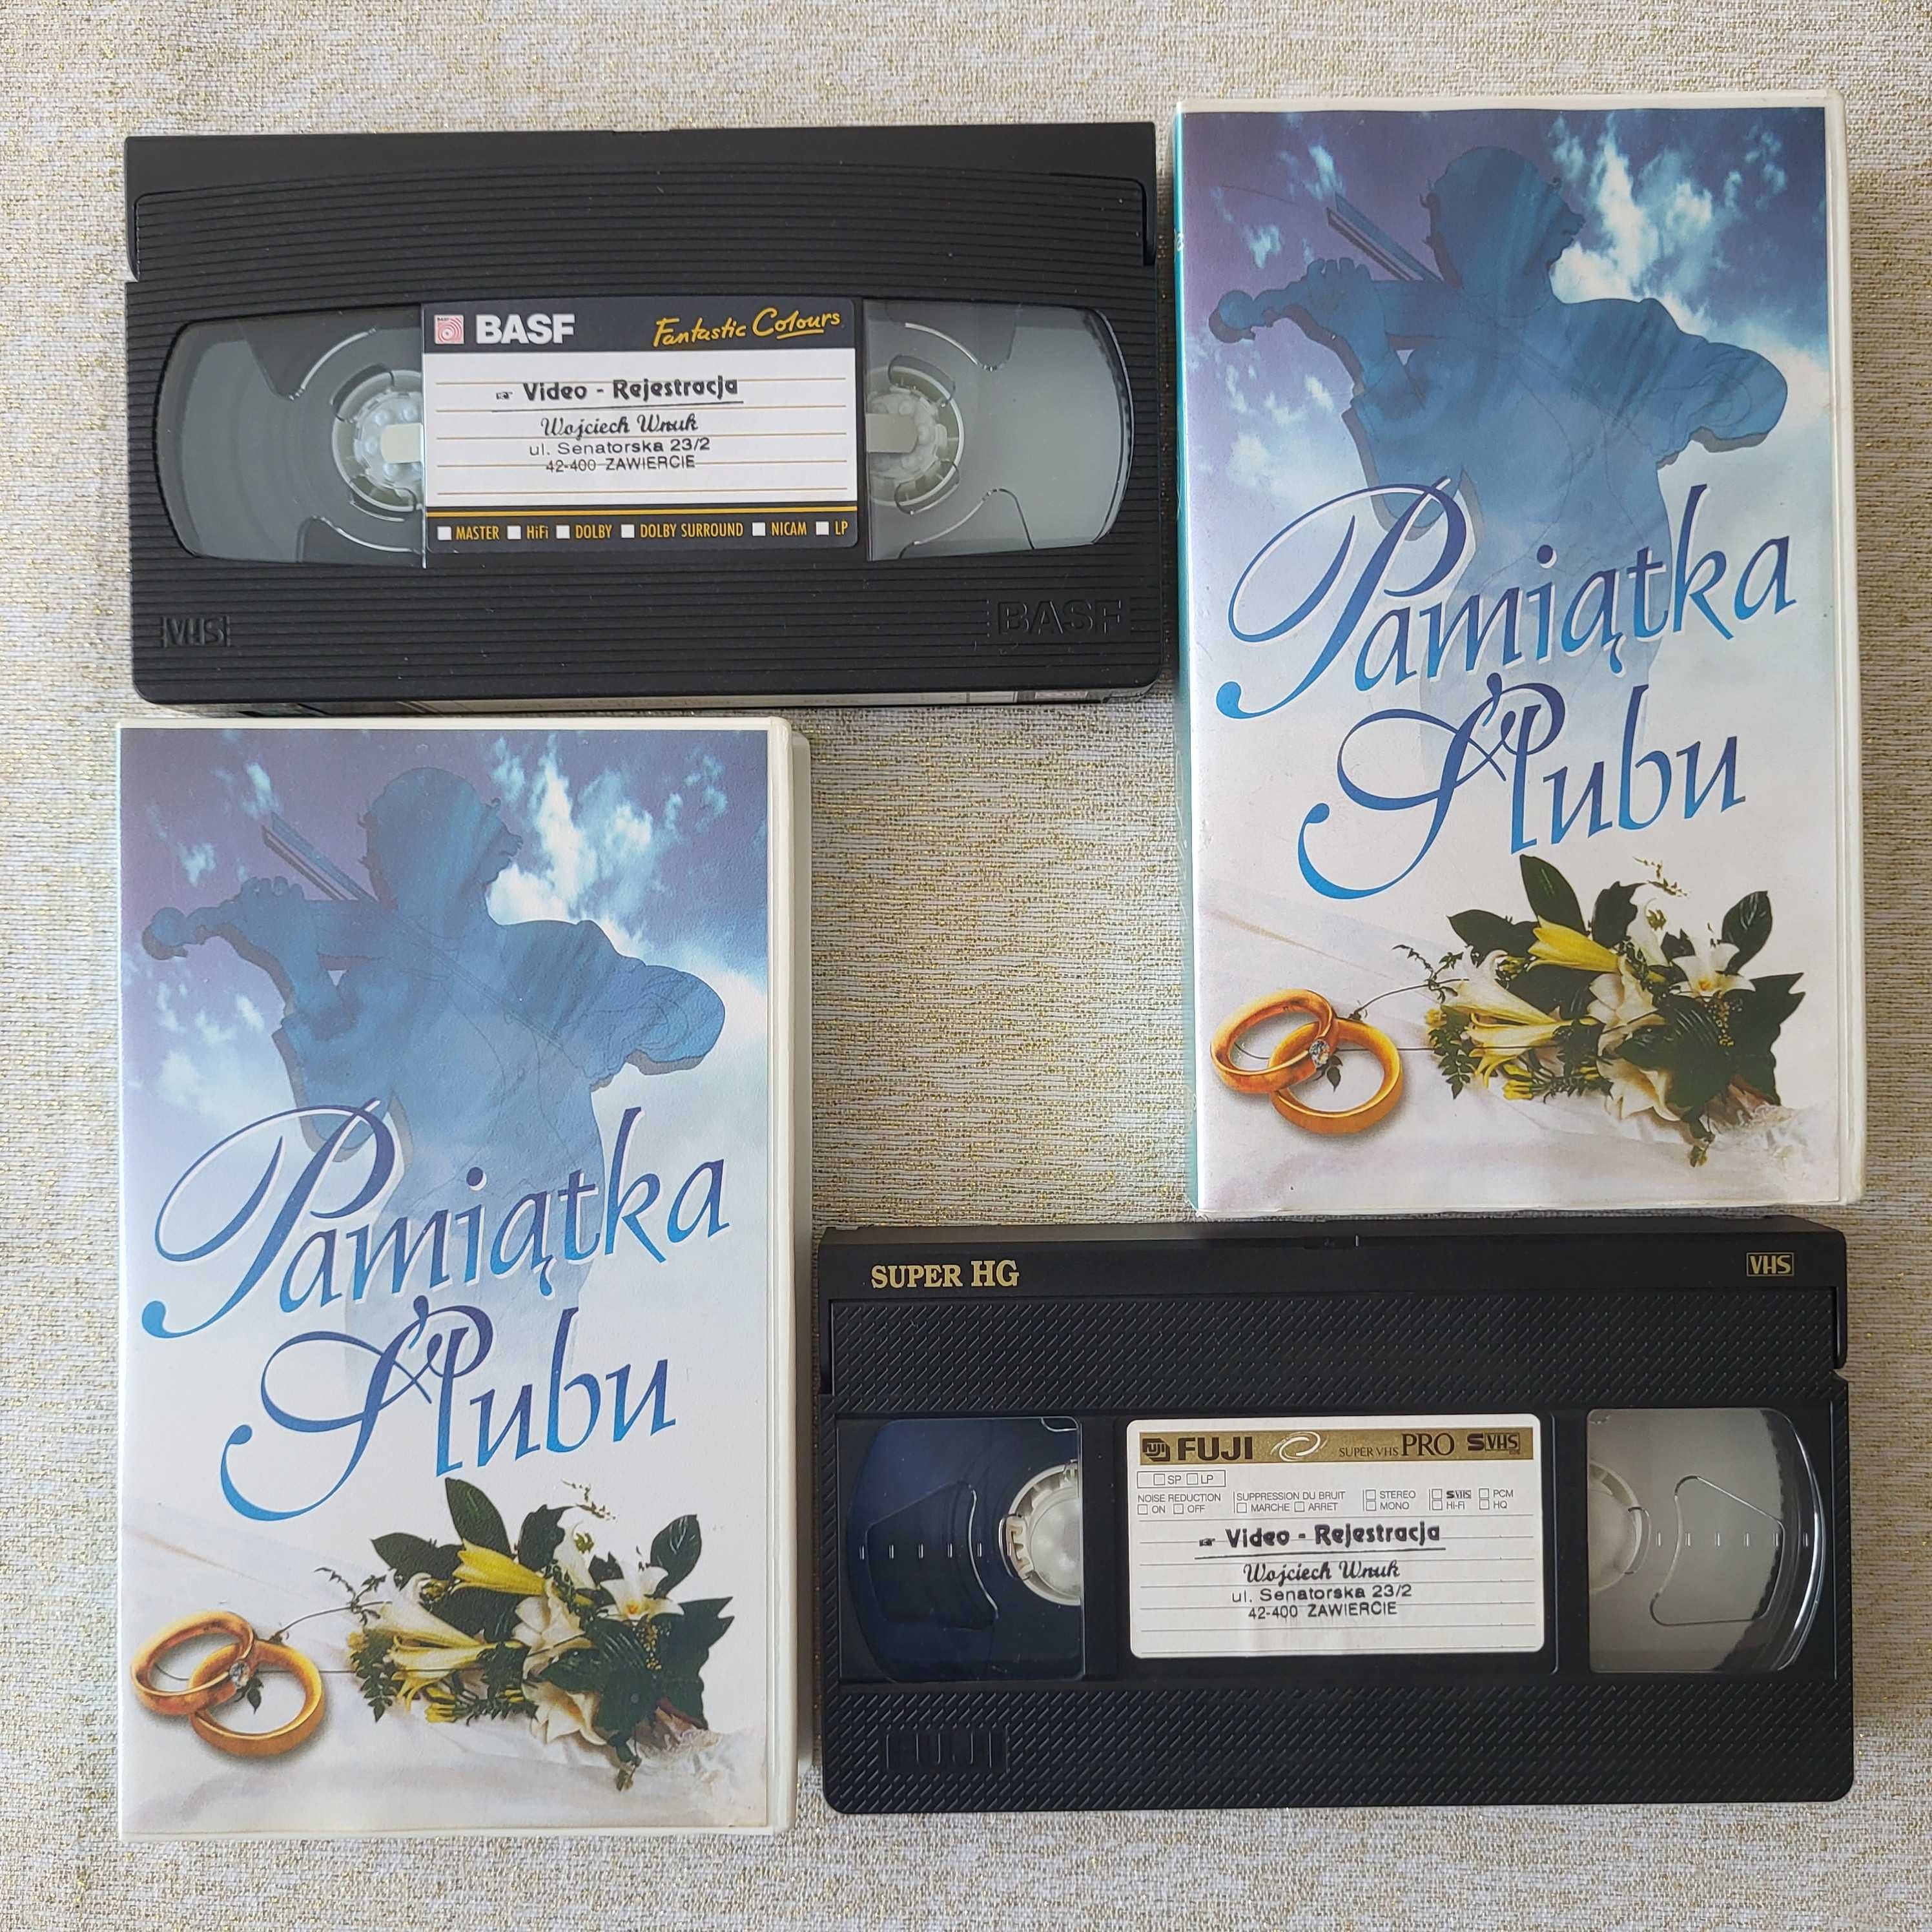 BASF Fantastic Colours
Video - Rejestracja
Wojciech Wnuk
ul. Senatorska 23/2
42-400 ZAWIERCIE
MASTER HiFi DOLBY DOLBY SURROUND NICAM LP
VHS BASF
Pamiątka
Ślubu
Pamiątka
Ślubu
SUPER HG VHS
FUJI SUPER VHS PRO SVHS
SP LP
NOISE REDUCTION SUPPRESSION DU BRUIT STEREO SVHS PCM
ON OFF MARCHE ARRET MONO Hi-Fi HQ
Video - Rejestracja
Wojciech Wnuk
ul. Senatorska 23/2
42-400 ZAWIERCIE
FUJI